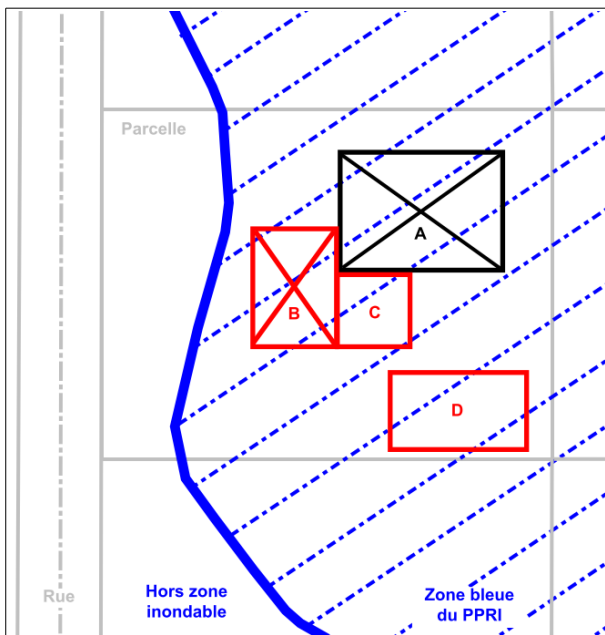 Parcelle
A
B
C
D
Rue
Hors zone
inondable
Zone bleue
du PPRI